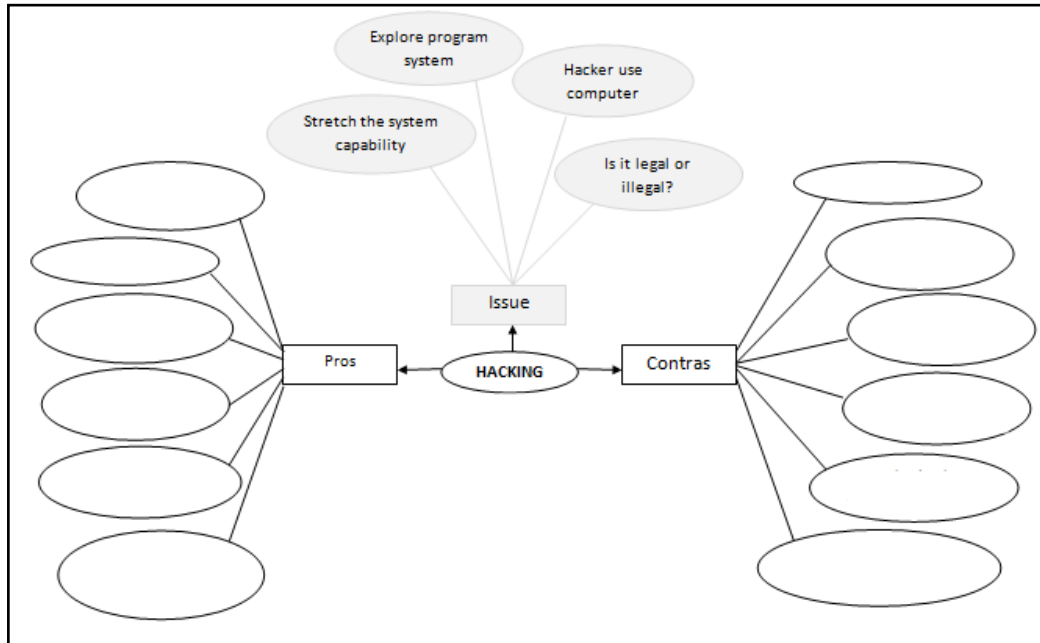 Explore program
system
Hacker use
computer
Stretch the system
capability
Is it legal or
illegal?
Issue
Pros
HACKING
Contras